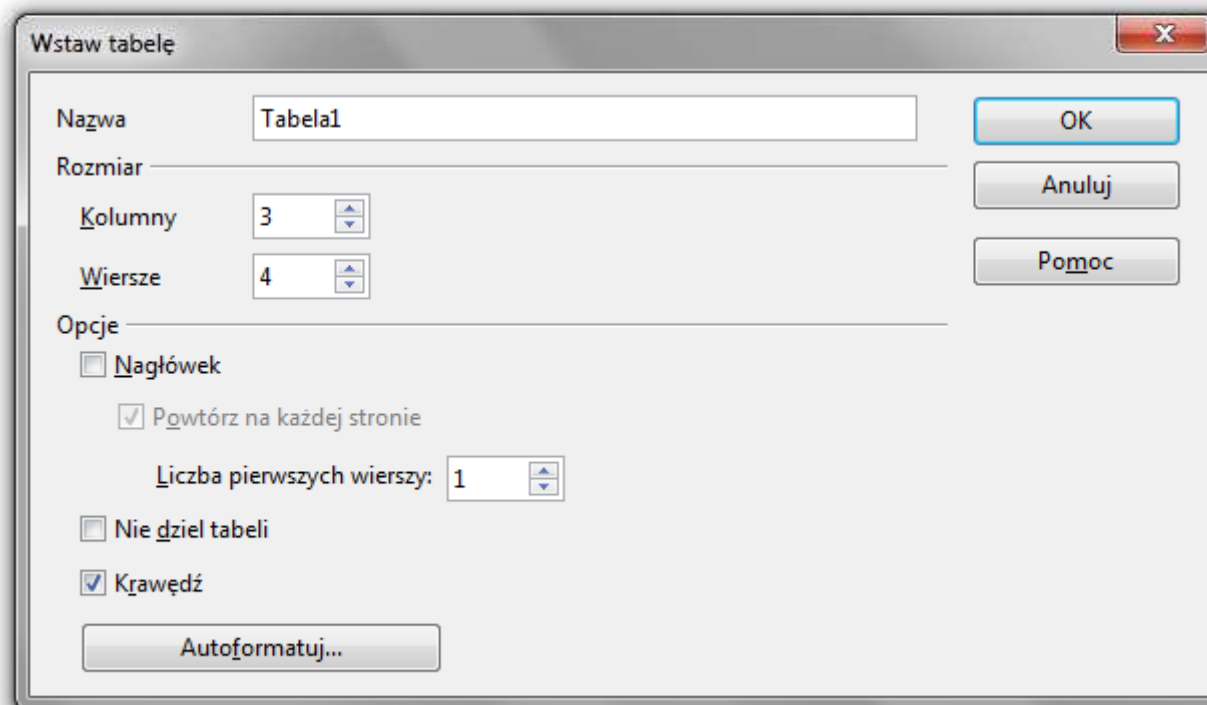 Wstaw tabelę
Nazwa Tabela1 OK
Rozmiar
Anuluj
Kolumny 3
Pomoc
Wiersze 4
Opcje
Nagłówek
Powtórz na każdej stronie
Liczba pierwszych wierszy: 1
Nie dziel tabeli
Krawędź
Autoformatuj...